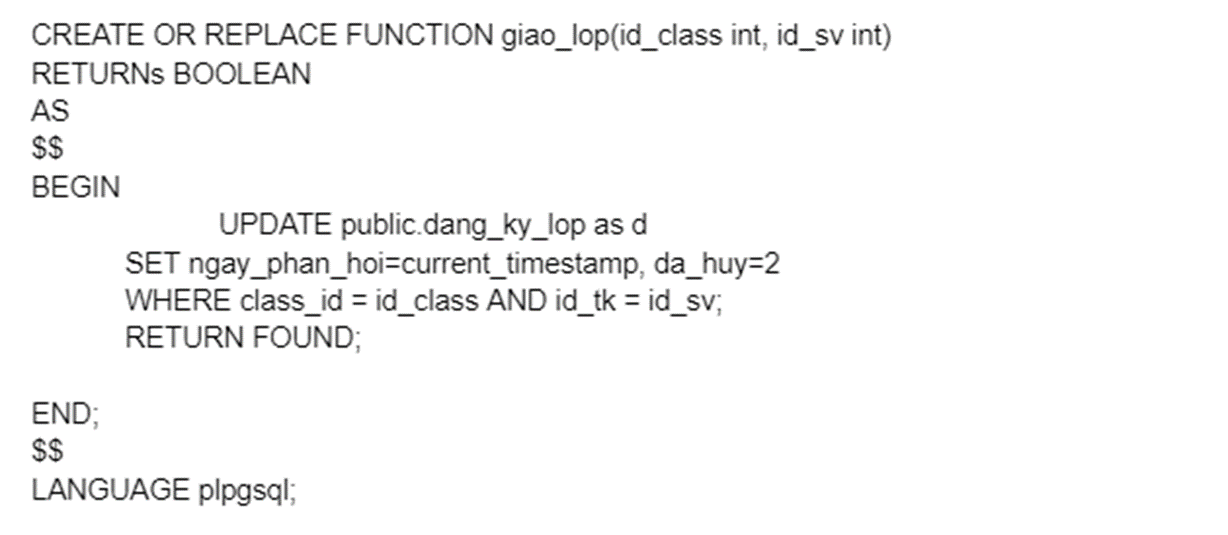 CREATE OR REPLACE FUNCTION giao_lop(id_class int, id_sv int)
RETURNs BOOLEAN
AS
$$
BEGIN
UPDATE public.dang_ky_lop as d
SET ngay_phan_hoi=current_timestamp, da_huy=2
WHERE class_id = id_class AND id_tk = id_sv;
RETURN FOUND;
END;
$$
LANGUAGE plpgsql;